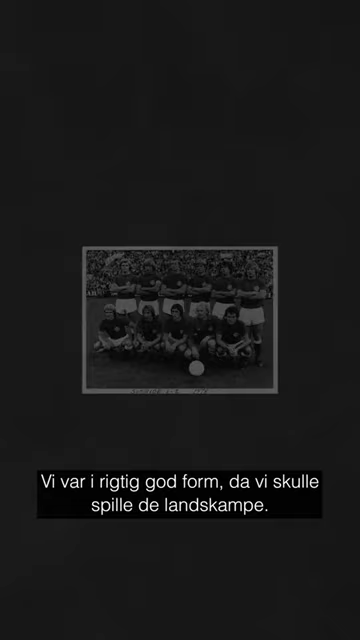 Vi var i rigtig god form, da vi skulle
spille de landskampe.